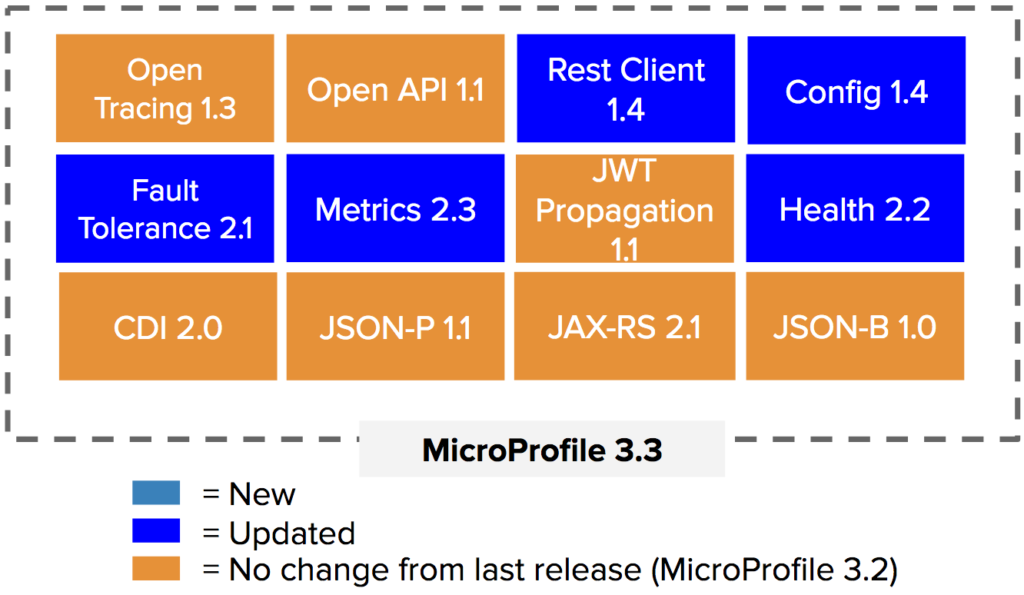 Open
Tracing 1.3
Open API 1.1
Rest Client
1.4
Config 1.4
Fault
Tolerance 2.1
Metrics 2.3
JWT
Propagation
1.1
Health 2.2
CDI 2.0
JSON-P 1.1
JAX-RS 2.1
JSON-B 1.0
MicroProfile 3.3
= New
= Updated
= No change from last release (MicroProfile 3.2)